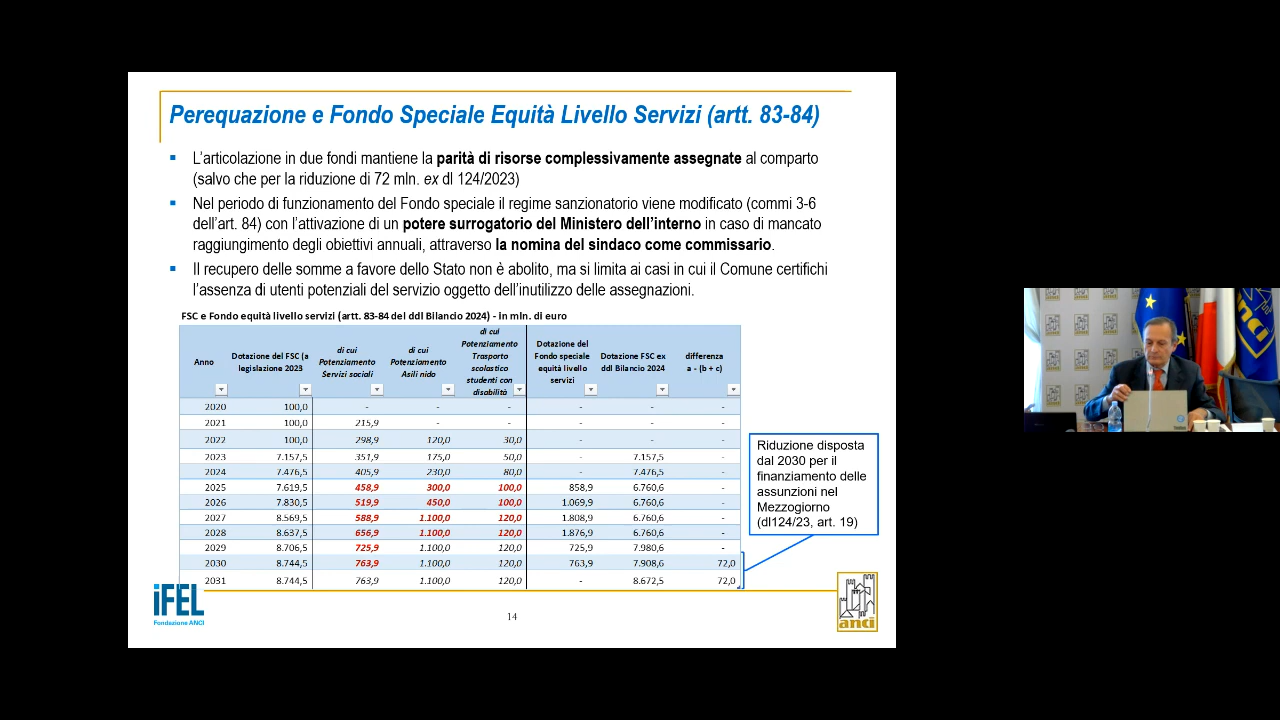 Perequazione e Fondo Speciale Equità Livello Servizi (artt. 83-84)
L'articolazione in due fondi mantiene la parità di risorse complessivamente assegnate al comparto
(salvo che per la riduzione di 72 mln. ex dl 124/2023)
Nel periodo di funzionamento del Fondo speciale il regime sanzionatorio viene modificato (commi 3-6
dell'art. 84) con l'attivazione di un potere surrogatorio del Ministero dell'interno in caso di mancato
raggiungimento degli obiettivi annuali, attraverso la nomina del sindaco come commissario.
Il recupero delle somme a favore dello Stato non è abolito, ma si limita ai casi in cui il Comune certifichi
l'assenza di utenti potenziali del servizio oggetto dell'inutilizzo delle assegnazioni.
FSC e Fondo equità livello servizi (artt. 83-84 del ddl Bilancio 2024) - in mln. di euro
Anno
Dotazione del FSC (a
legislazione 2023
di cui
Potenziamento
Servizi sociali
di cui
Potenziamento
Asili nido
di cui
Potenziamento
Trasporto
scolastico
studenti con
disabilità
Dotazione del
Fondo speciale
equità livello
servizi
Dotazione FSC ex
ddl Bilancio 2024
differenza
a - (b + c)
2020 100,0 - - - - - -
2021 100,0 215,9 - - - - -
2022 100,0 298,9 120,0 30,0 - - -
2023 7.157,5 351,9 175,0 50,0 - 7.157,5 -
2024 7.476,5 405,9 230,0 80,0 - 7.476,5 -
2025 7.619,5 458,9 300,0 100,0 858,9 6.760,6 -
2026 7.830,5 519,9 450,0 100,0 1.069,9 6.760,6 -
2027 8.569,5 588,9 1.100,0 120,0 1.808,9 6.760,6 -
2028 8.637,5 656,9 1.100,0 120,0 1.876,9 6.760,6 -
2029 8.706,5 725,9 1.100,0 120,0 725,9 7.980,6 -
2030 8.744,5 763,9 1.100,0 120,0 763,9 7.908,6 72,0
2031 8.744,5 763,9 1.100,0 120,0 - 8.672,5 72,0
Riduzione disposta
dal 2030 per il
finanziamento delle
assunzioni nel
Mezzogiorno
(dl124/23, art. 19)
iFEL
Fondazione ANCI
14
anci
anci